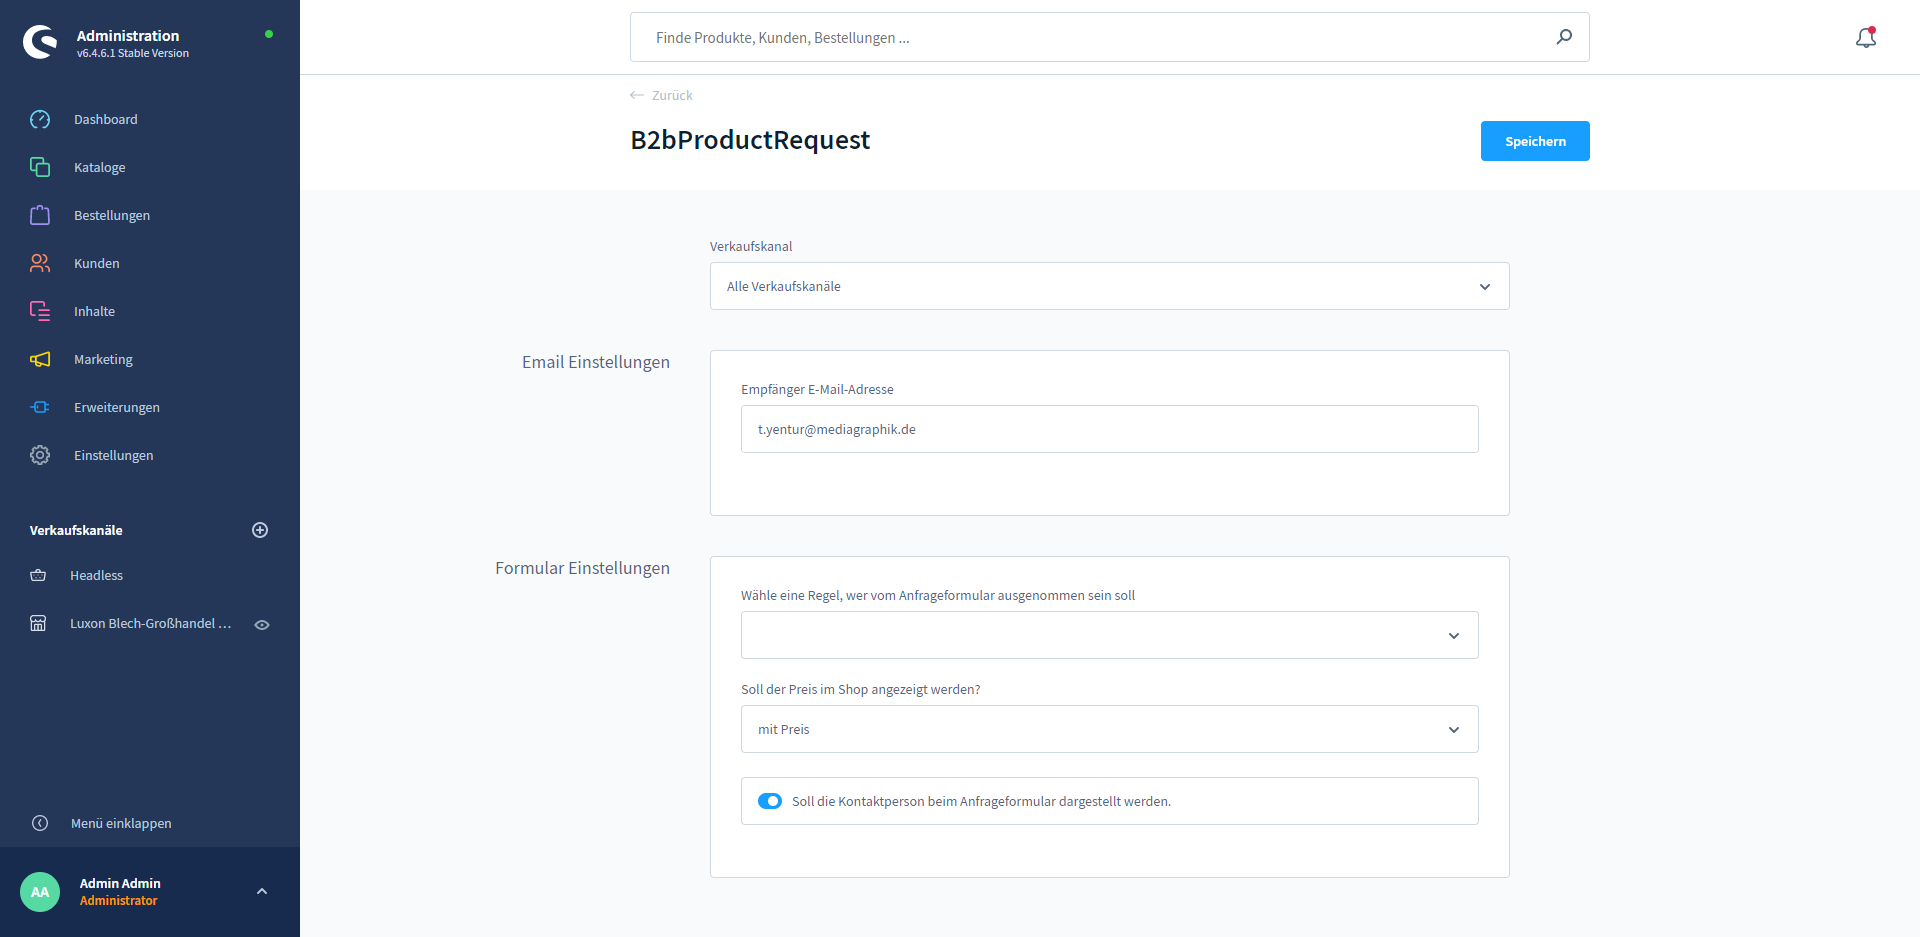 Administration
v6.4.6.1 Stable Version
Dashboard
Kataloge
Bestellungen
Kunden
Inhalte
Marketing
Erweiterungen
Einstellungen
Verkaufskanäle
Headless
Luxon Blech-Großhandel ...
Menü einklappen
AA
Admin Admin
Administrator
Finde Produkte, Kunden, Bestellungen ...
Zurück
B2bProductRequest
Speichern
Verkaufskanal
Alle Verkaufskanäle
Email Einstellungen
Empfänger E-Mail-Adresse
t.yentur@mediagraphik.de
Formular Einstellungen
Wähle eine Regel, wer vom Anfrageformular ausgenommen sein soll
Soll der Preis im Shop angezeigt werden?
mit Preis
Soll die Kontaktperson beim Anfrageformular dargestellt werden.